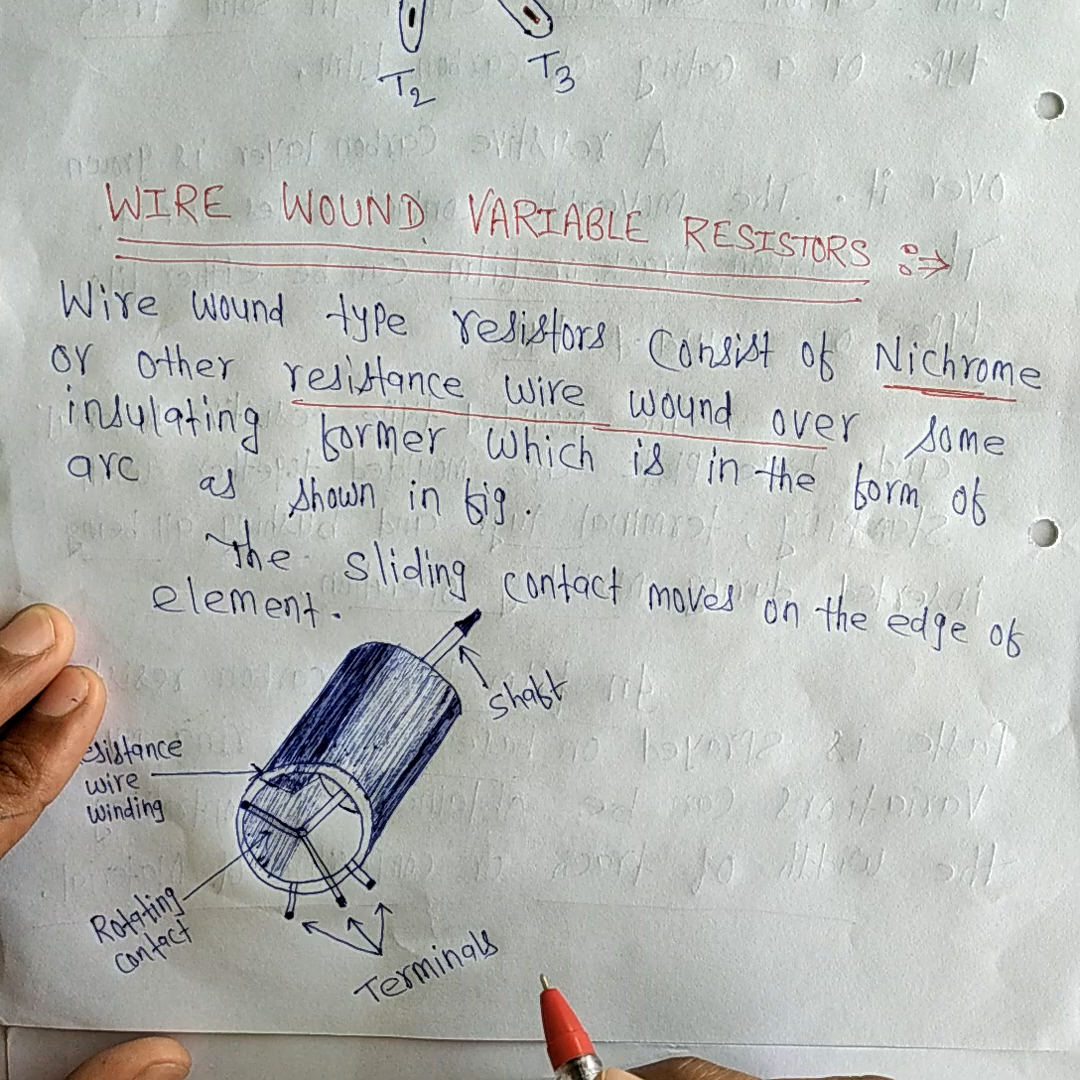 T2
T3
WIRE WOUND VARIABLE RESISTORS :⇒
Wire wound type resistors consist of Nichrome
or other resistance wire wound over some
insulating former which is in the form of
arc as shown in fig.
The sliding contact moves on the edge of
element.
shaft
esistance
wire
winding
Rotating
contact
Terminals